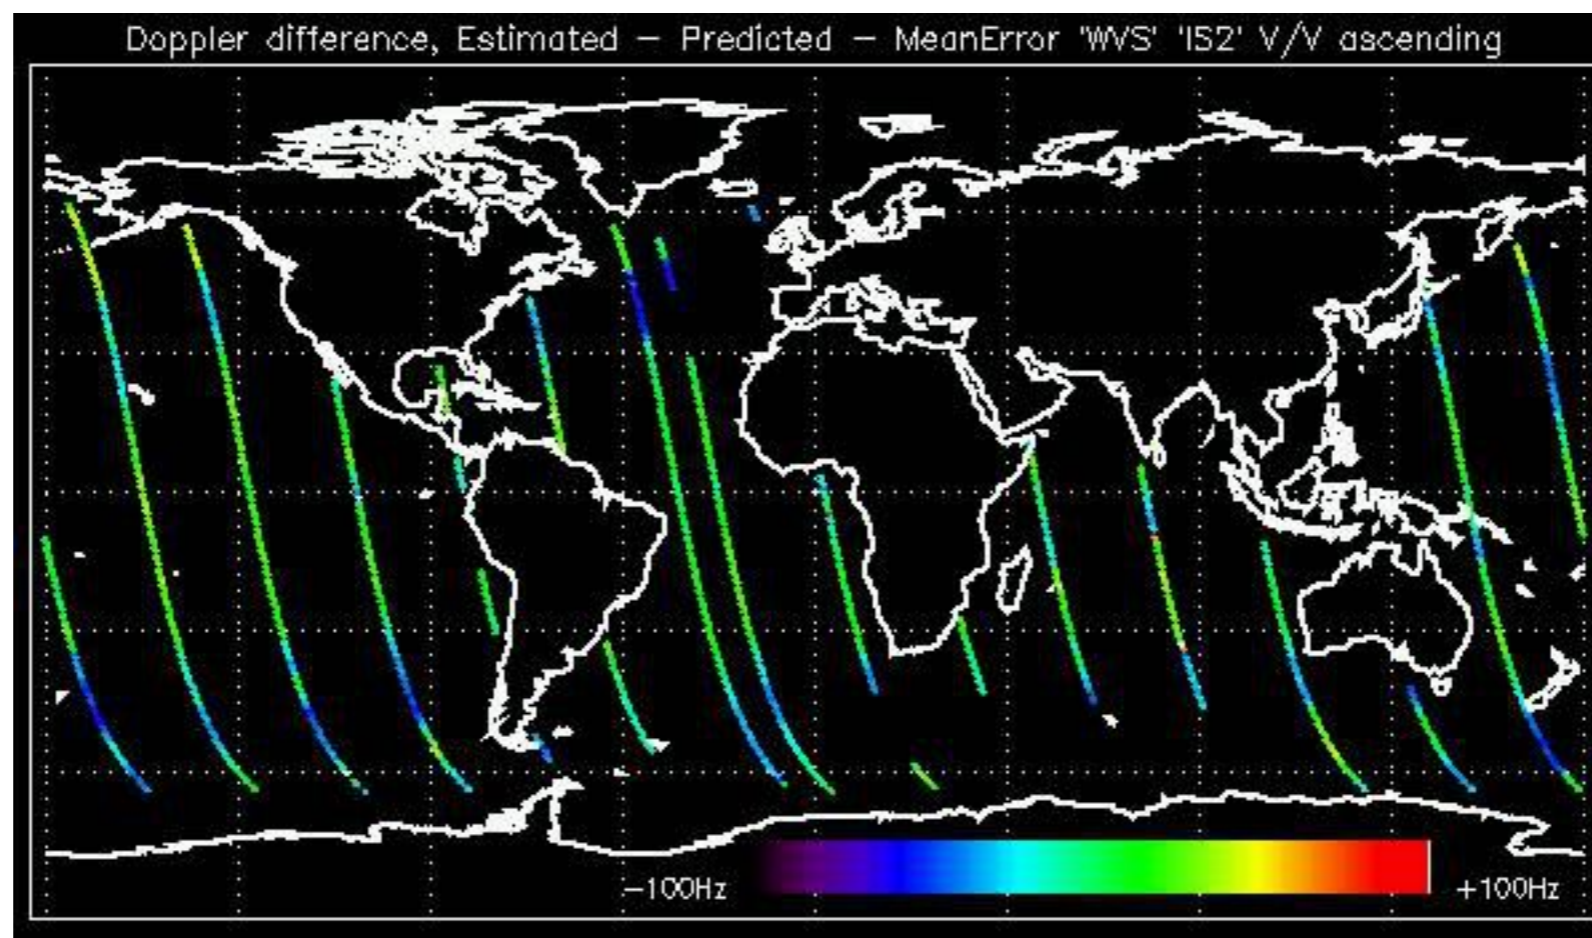 Doppler difference, Estimated — Predicted — MeanError 'WVS' 'IS2' V/V ascending
−100Hz
+100Hz